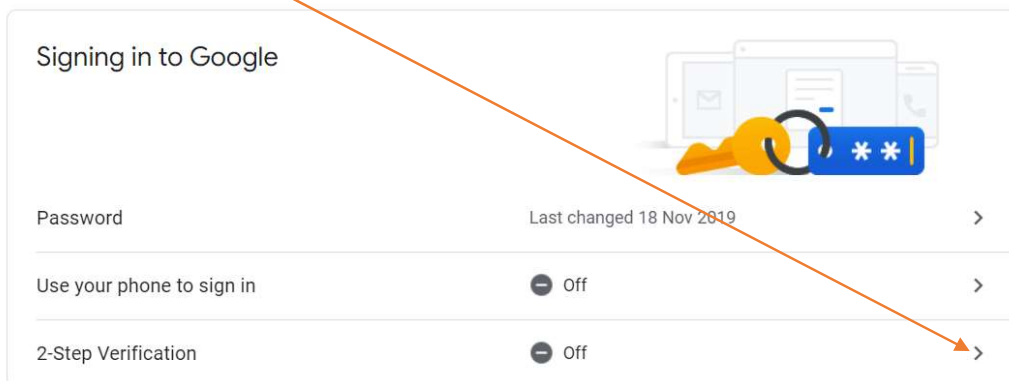 Signing in to Google
**
Password Last changed 18 Nov 2019
Use your phone to sign in Off
2-Step Verification Off